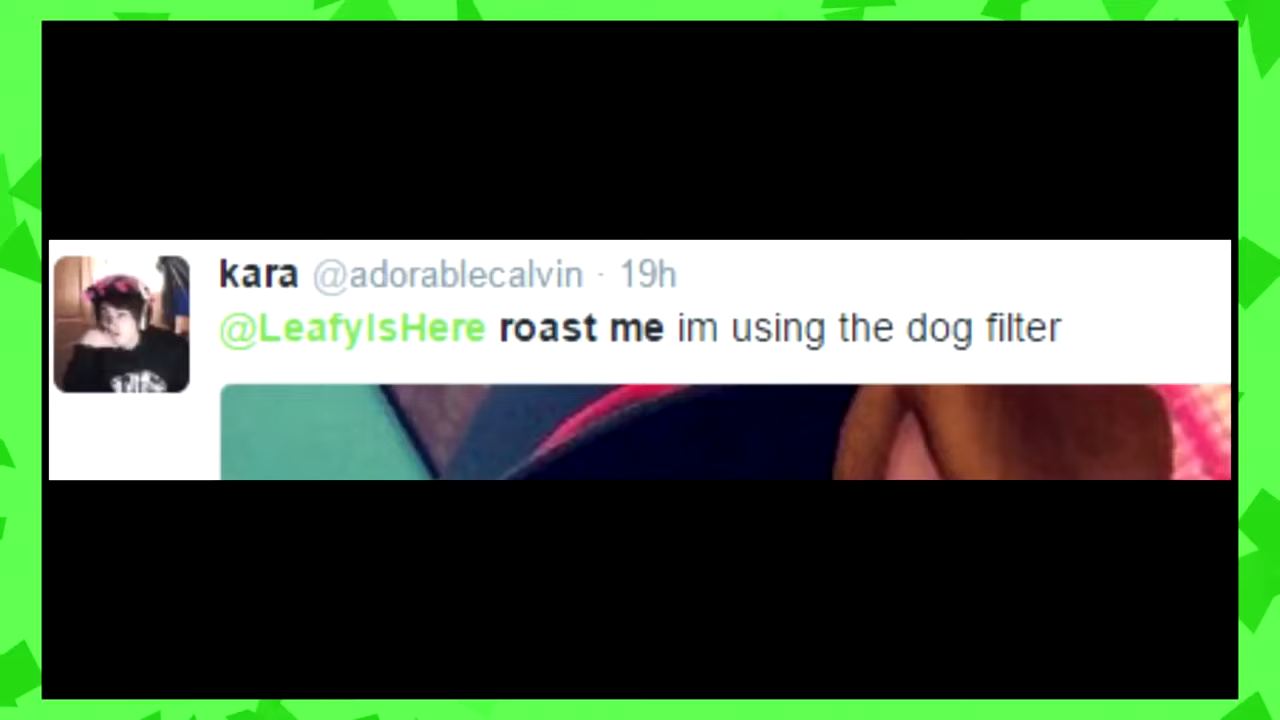 kara @adorablecalvin · 19h
@LeafyIsHere roast me im using the dog filter